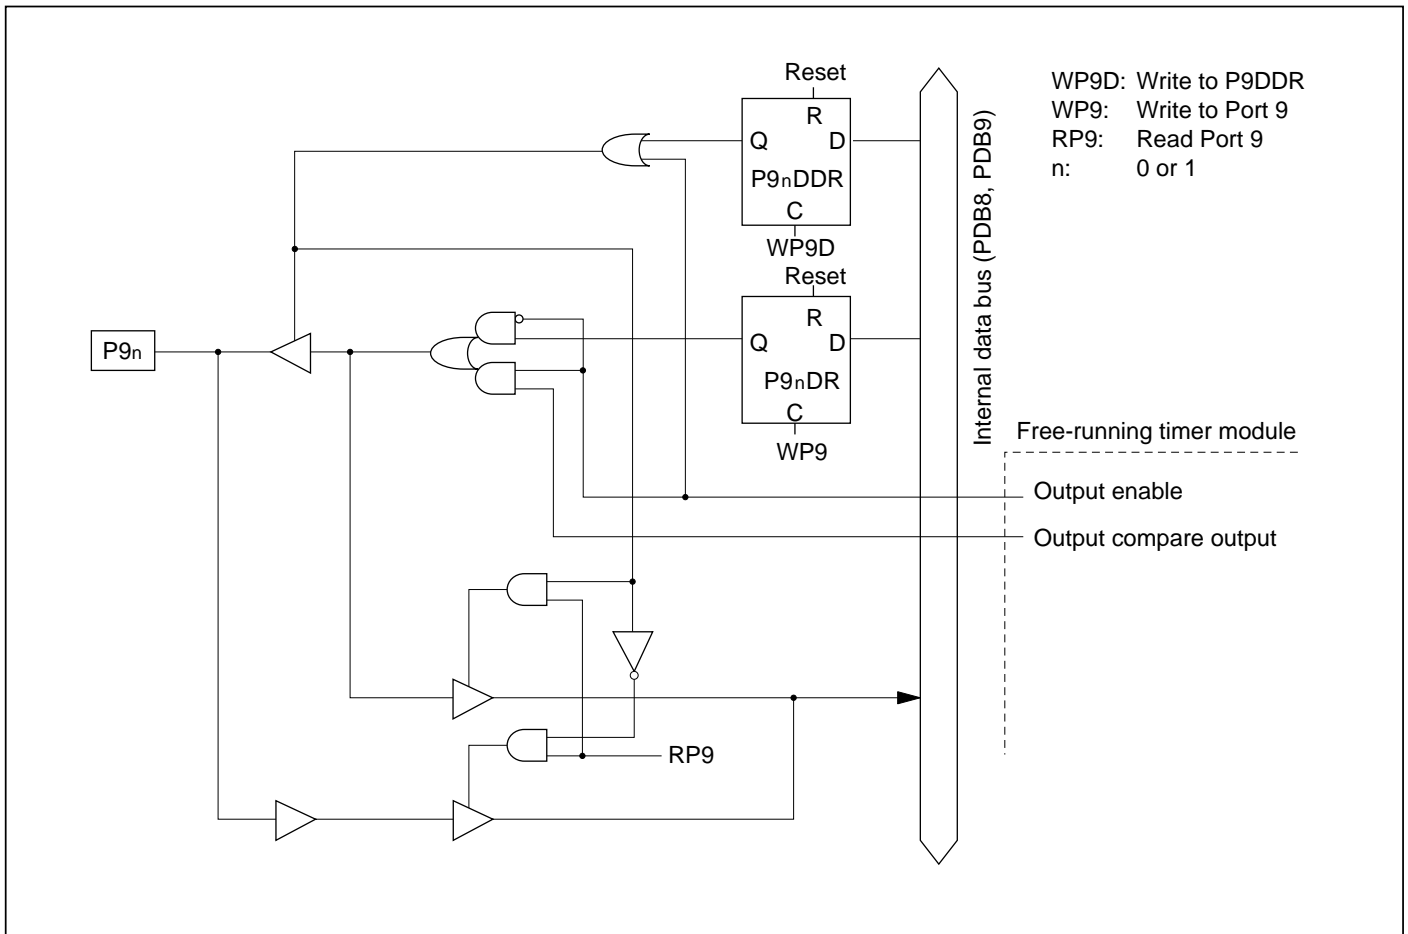 Reset
R
Q
D
P9nDDR
C
WP9D
Reset
R
Q
D
P9nDR
C
WP9
P9n
Internal data bus (PDB8, PDB9)
WP9D: Write to P9DDR
WP9: Write to Port 9
RP9: Read Port 9
n: 0 or 1
Free-running timer module
Output enable
Output compare output
RP9